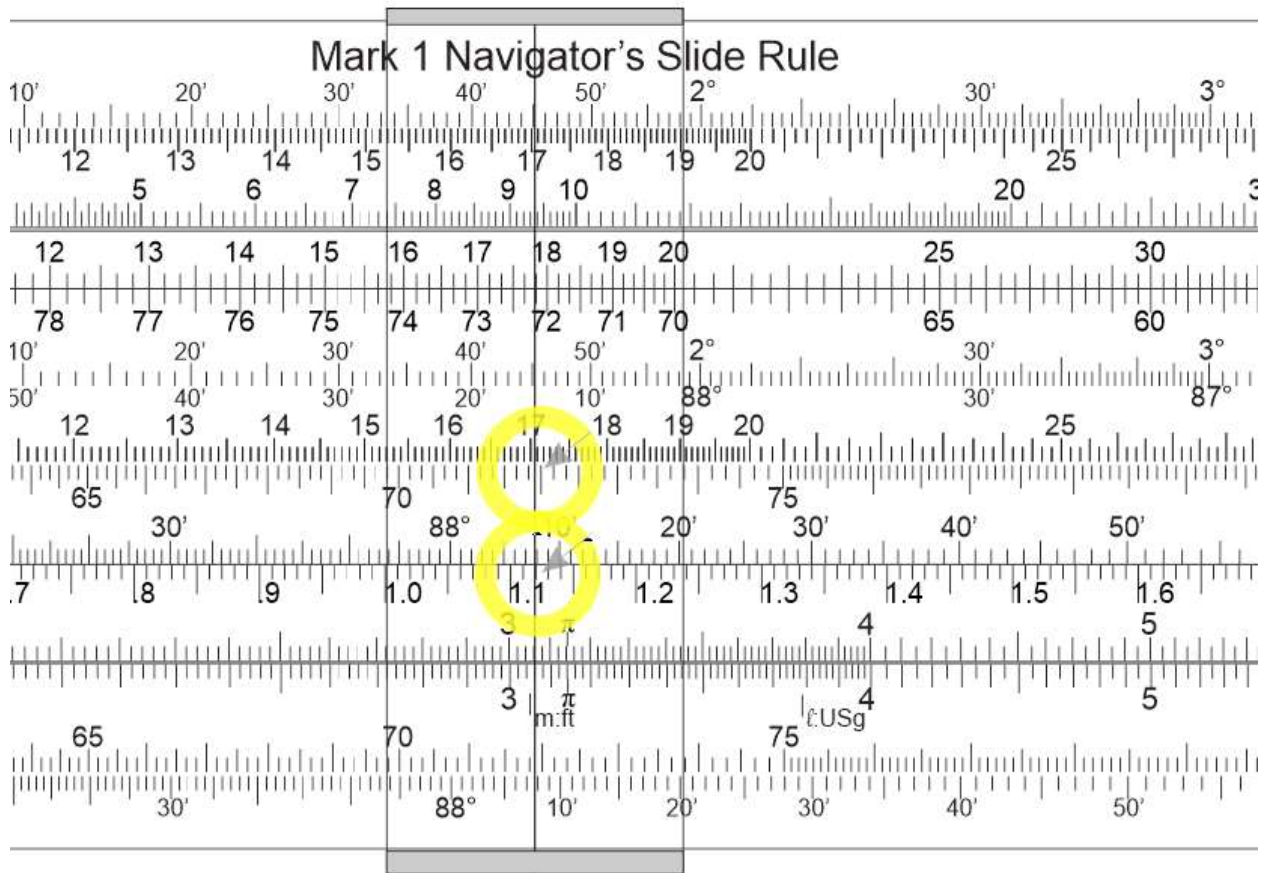 Mark 1 Navigator's Slide Rule
10' 20' 30' 40' 50' 2° 30' 3°
12 13 14 15 16 17 18 19 20 25
5 6 7 8 9 10 20 3
12 13 14 15 16 17 18 19 20 25 30
78 77 76 75 74 73 72 71 70 65 60
10' 20' 30' 40' 50' 2° 30' 3°
50' 40' 30' 20' 10' 88° 30' 87°
12 13 14 15 16 17 18 19 20 25
65 70 75
30' 88° 10' 20' 30' 40' 50'
.7 .8 .9 1.0 1.1 1.2 1.3 1.4 1.5 1.6
3 π 4 5
3 π 4 5
m:ft ℓ:USg
65 70 75
30' 88° 10' 20' 30' 40' 50'